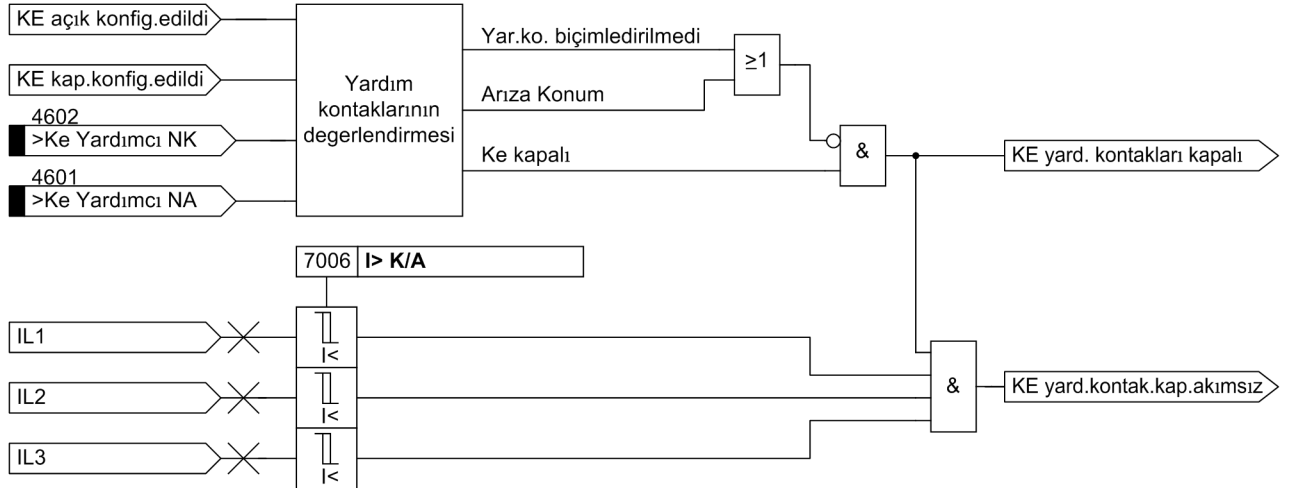 KE açık konfig.edildi
KE kap.konfig.edildi
4602
>Ke Yardımcı NK
4601
>Ke Yardımcı NA
Yardım
kontaklarının
degerlendirmesi
Yar.ko. biçimledirilmedi
Arıza Konum
Ke kapalı
≥1
&
KE yard. kontakları kapalı
7006 I> K/A
IL1
I<
IL2
I<
IL3
I<
&
KE yard.kontak.kap.akımsız